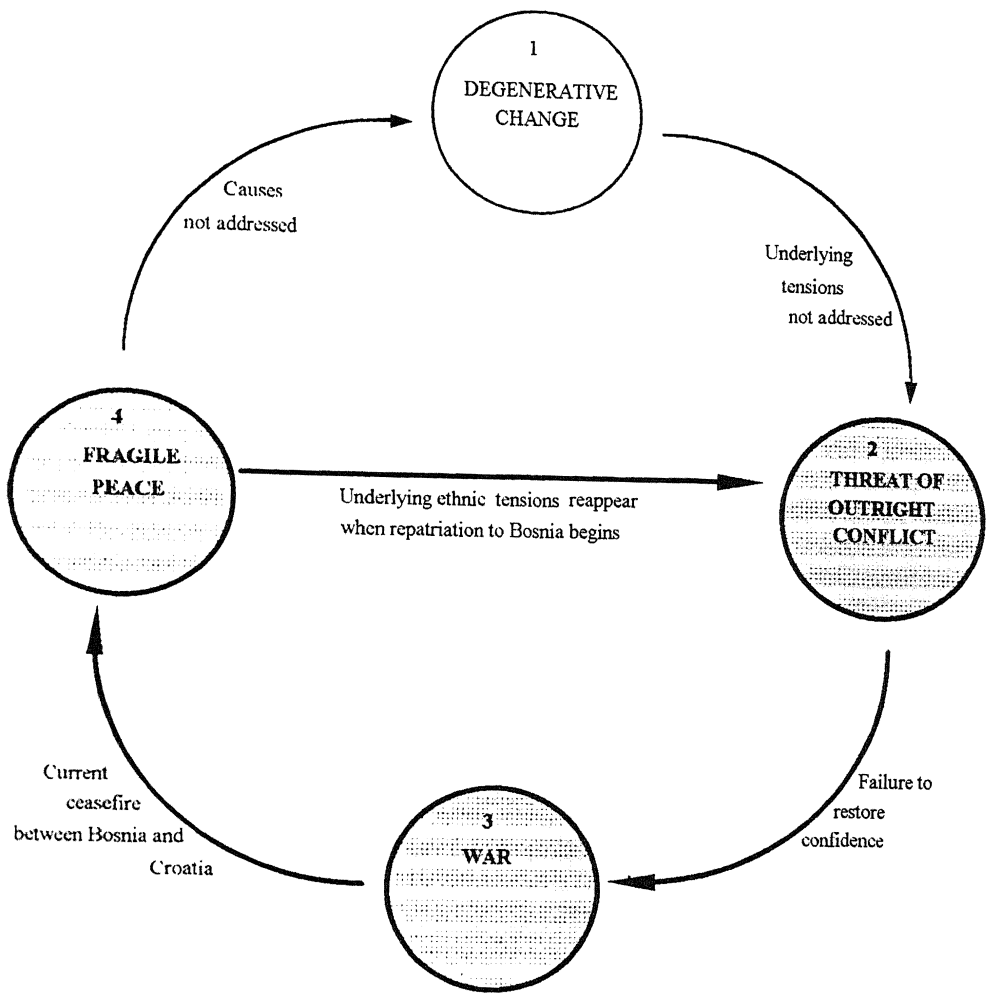 1
DEGENERATIVE
CHANGE
Causes
not addressed
Underlying
tensions
not addressed
4
FRAGILE
PEACE
Underlying ethnic tensions reappear
when repatriation to Bosnia begins
2
THREAT OF
OUTRIGHT
CONFLICT
Current
ceasefire
between Bosnia and
Croatia
3
WAR
Failure to
restore
confidence